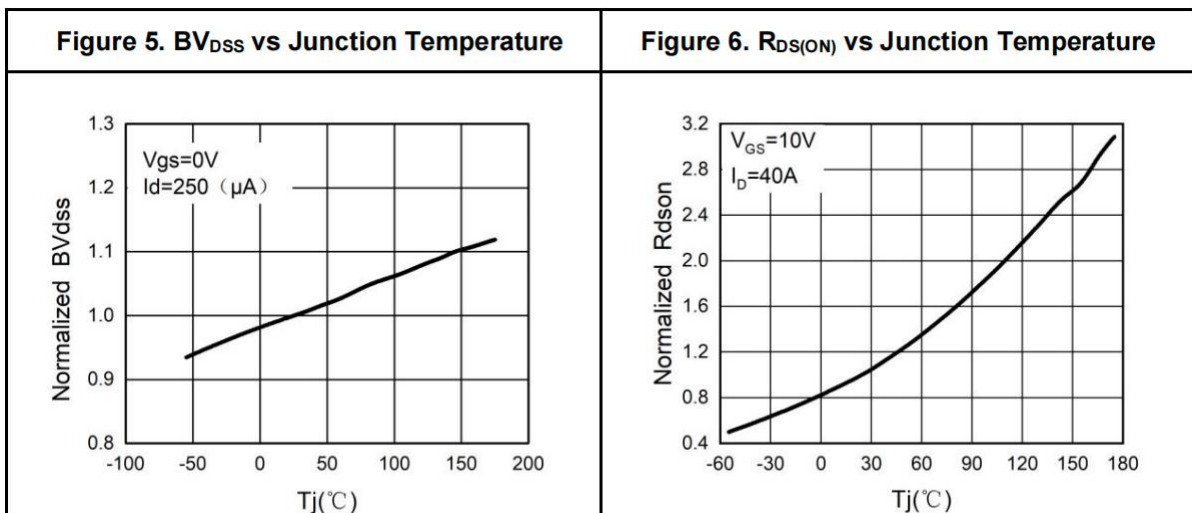 Figure 5. BVDSS vs Junction Temperature
Figure 6. RDS(ON) vs Junction Temperature
Normalized BVdss
1.3
1.2
1.1
1.0
0.9
0.8
Vgs=0V
Id=250（μA）
-100 -50 0 50 100 150 200
Tj(℃)
Normalized Rdson
3.2
2.8
2.4
2.0
1.6
1.2
0.8
0.4
VGS=10V
ID=40A
-60 -30 0 30 60 90 120 150 180
Tj(℃)